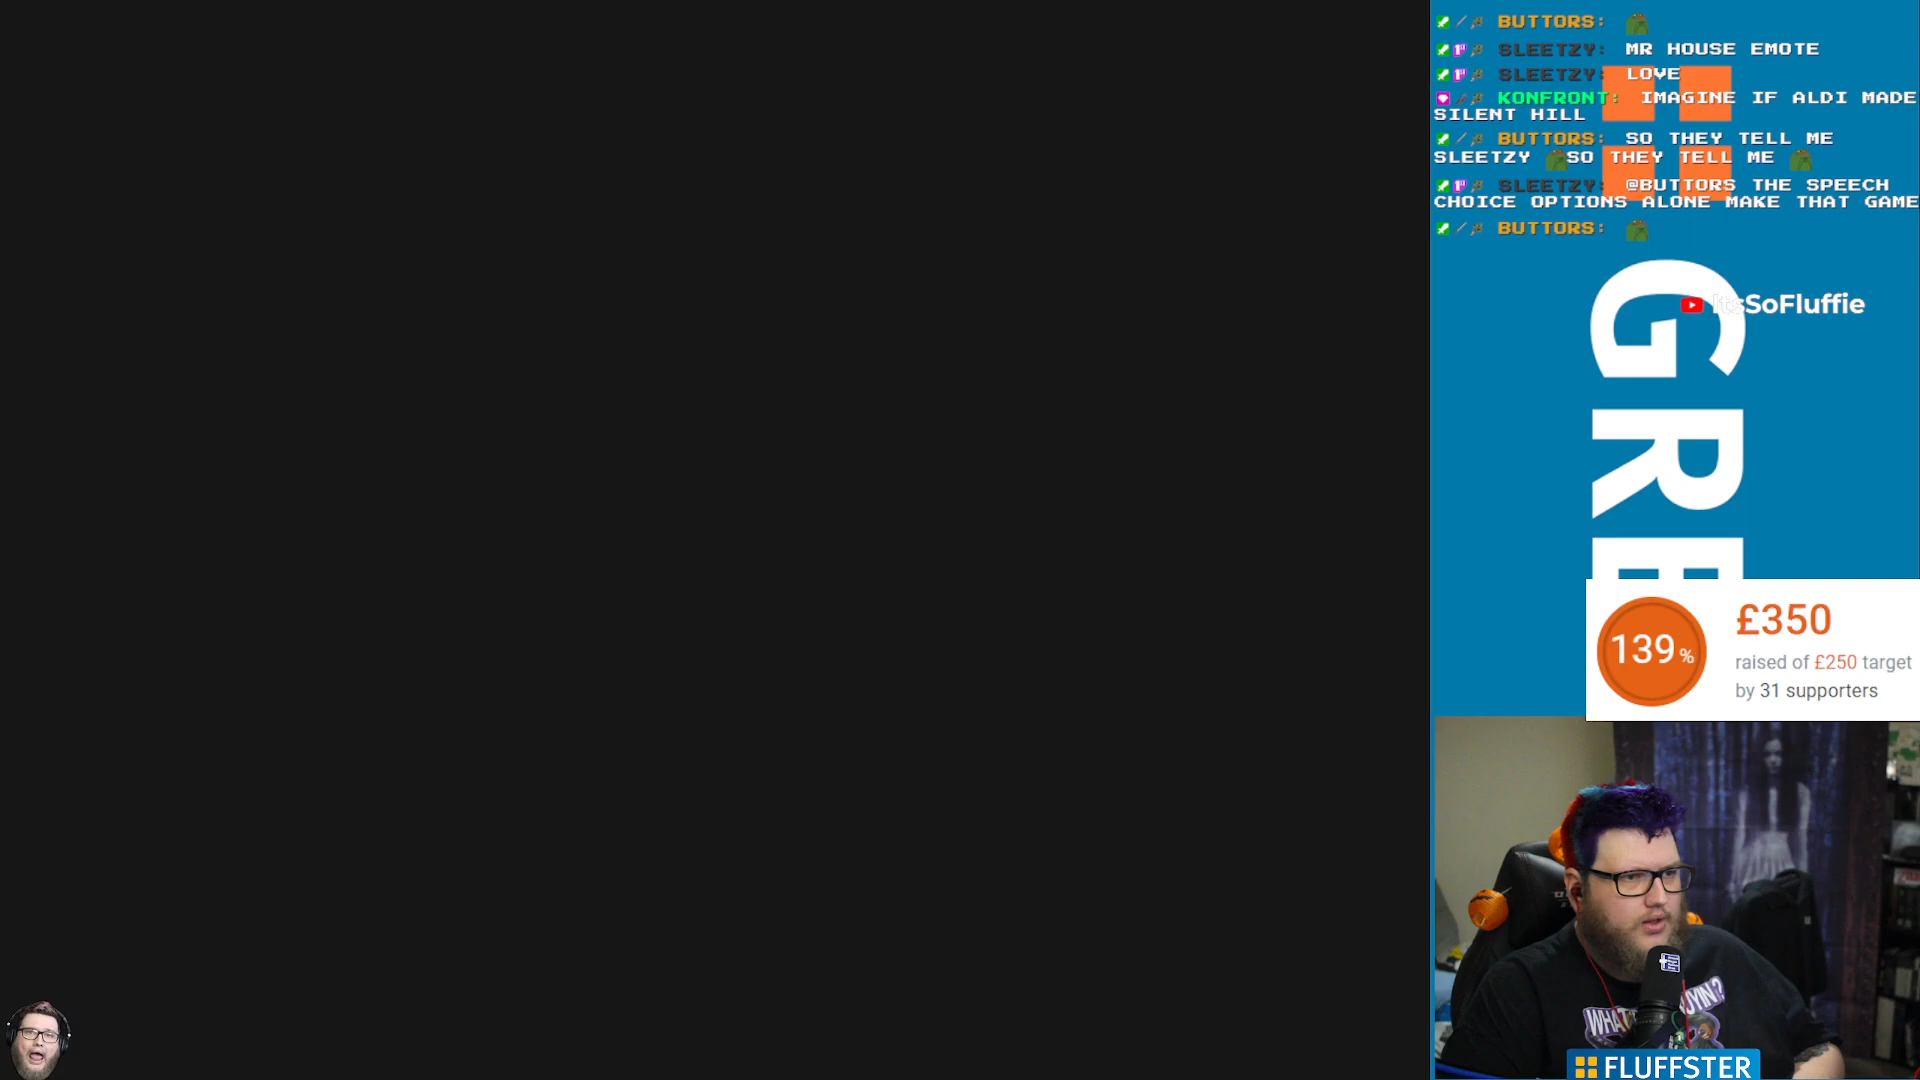 BUTTORS:
SLEETZY: MR HOUSE EMOTE
SLEETZY: LOVE
KONFRONT: IMAGINE IF ALDI MADE
SILENT HILL
BUTTORS: SO THEY TELL ME
SLEETZY SO THEY TELL ME
SLEETZY: @BUTTORS THE SPEECH
CHOICE OPTIONS ALONE MAKE THAT GAME
BUTTORS:
ItsSoFluffie
GRE
139%
£350
raised of £250 target
by 31 supporters
FLUFFSTER